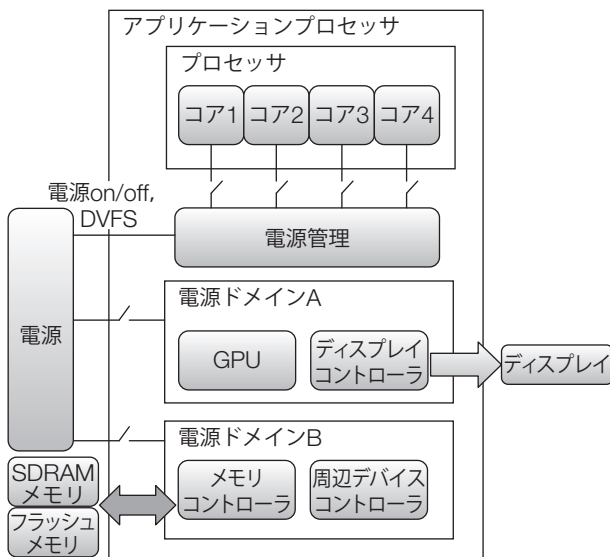 アプリケーションプロセッサ
プロセッサ
コア1
コア2
コア3
コア4
電源on/off,
DVFS
電源管理
電源
電源ドメインA
GPU
ディスプレイ
コントローラ
ディスプレイ
電源ドメインB
メモリ
コントローラ
周辺デバイス
コントローラ
SDRAM
メモリ
フラッシュ
メモリ